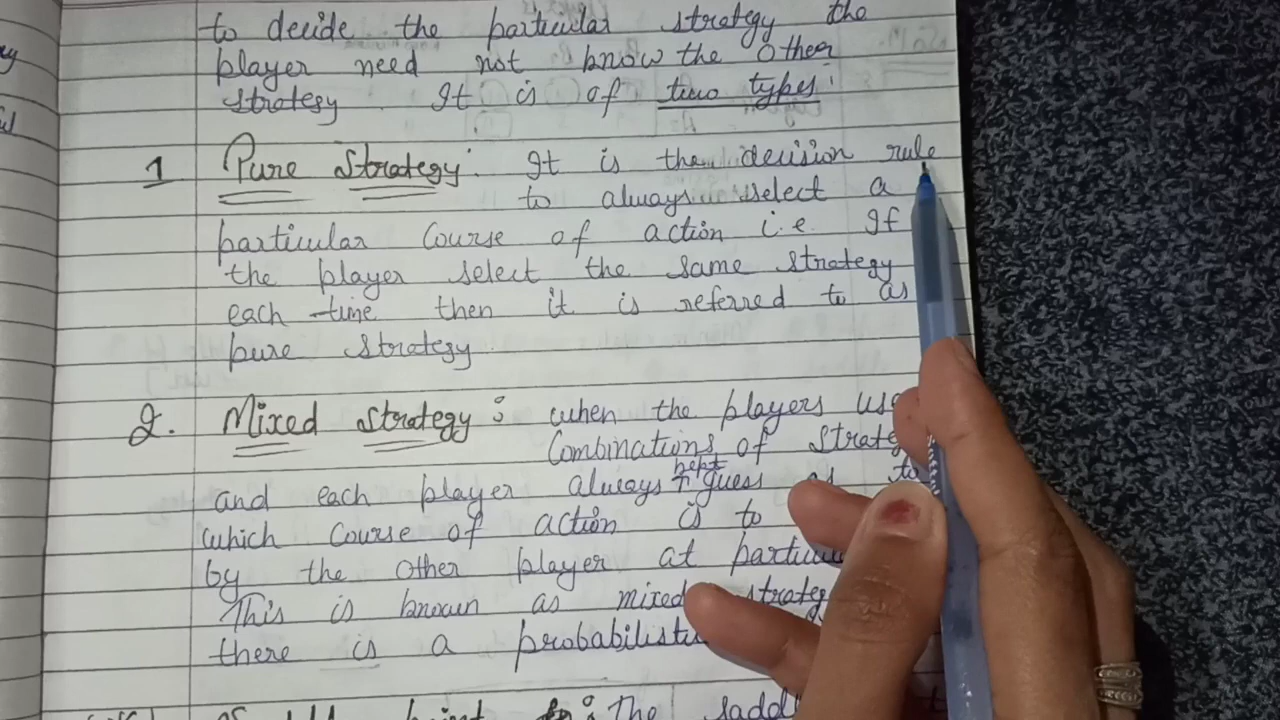 to decide the particular strategy the
player need not know the other
strategy. It is of two types:
1 Pure Strategy: It is the decision rule
to always select a
particular Course of action i.e. If
the player select the same strategy
each time then it is referred to as
pure strategy.
2. Mixed Strategy: when the players use
Combinations of
and each player always kept guess as to
which Course of action is to
by the other player at
This is known as mixed
there is a
point The